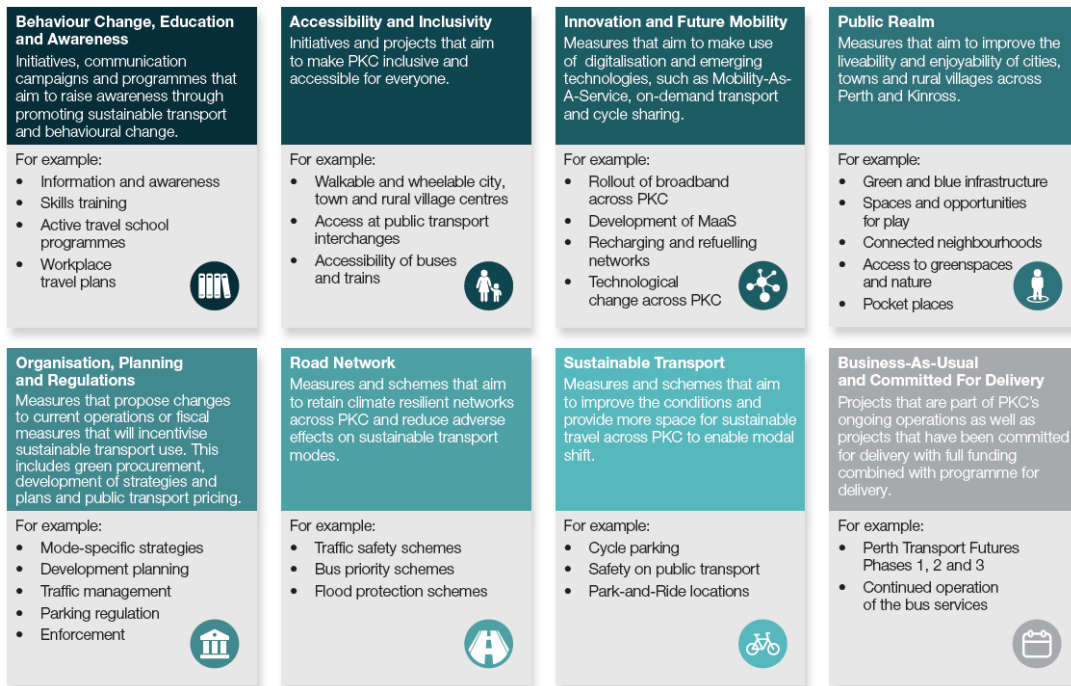 Behaviour Change, Education
and Awareness
Initiatives, communication
campaigns and programmes that
aim to raise awareness through
promoting sustainable transport
and behavioural change.
For example:
• Information and awareness
• Skills training
• Active travel school
programmes
• Workplace
travel plans
Accessibility and Inclusivity
Initiatives and projects that aim
to make PKC inclusive and
accessible for everyone.
For example:
• Walkable and wheelable city,
town and rural village centres
• Access at public transport
interchanges
• Accessibility of buses
and trains
Innovation and Future Mobility
Measures that aim to make use
of digitalisation and emerging
technologies, such as Mobility-As-
A-Service, on-demand transport
and cycle sharing.
For example:
• Rollout of broadband
across PKC
• Development of MaaS
• Recharging and refuelling
networks
• Technological
change across PKC
Public Realm
Measures that aim to improve the
liveability and enjoyability of cities,
towns and rural villages across
Perth and Kinross.
For example:
• Green and blue infrastructure
• Spaces and opportunities
for play
• Connected neighbourhoods
• Access to greenspaces
and nature
• Pocket places
Organisation, Planning
and Regulations
Measures that propose changes
to current operations or fiscal
measures that will incentivise
sustainable transport use. This
includes green procurement,
development of strategies and
plans and public transport pricing.
For example:
• Mode-specific strategies
• Development planning
• Traffic management
• Parking regulation
• Enforcement
Road Network
Measures and schemes that aim
to retain climate resilient networks
across PKC and reduce adverse
effects on sustainable transport
modes.
For example:
• Traffic safety schemes
• Bus priority schemes
• Flood protection schemes
Sustainable Transport
Measures and schemes that aim
to improve the conditions and
provide more space for sustainable
travel across PKC to enable modal
shift.
For example:
• Cycle parking
• Safety on public transport
• Park-and-Ride locations
Business-As-Usual
and Committed For Delivery
Projects that are part of PKC's
ongoing operations as well as
projects that have been committed
for delivery with full funding
combined with programme for
delivery.
For example:
• Perth Transport Futures
Phases 1, 2 and 3
• Continued operation
of the bus services